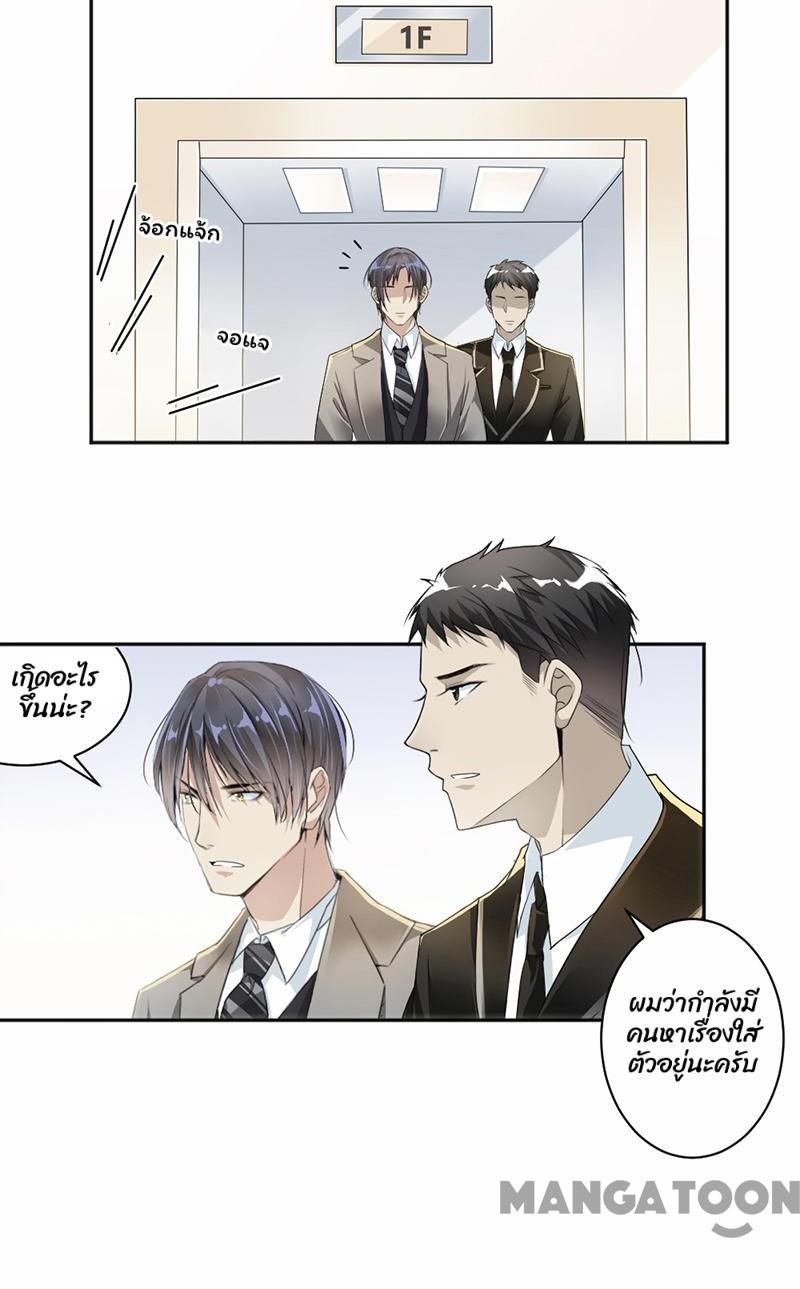 1F
จ้อกแจ้ก
จอแจ
เกิดอะไร
ขึ้นน่ะ?
ผมว่ากำลังมี
คนหาเรื่องใส่
ตัวอยู่นะครับ
MANGATOON